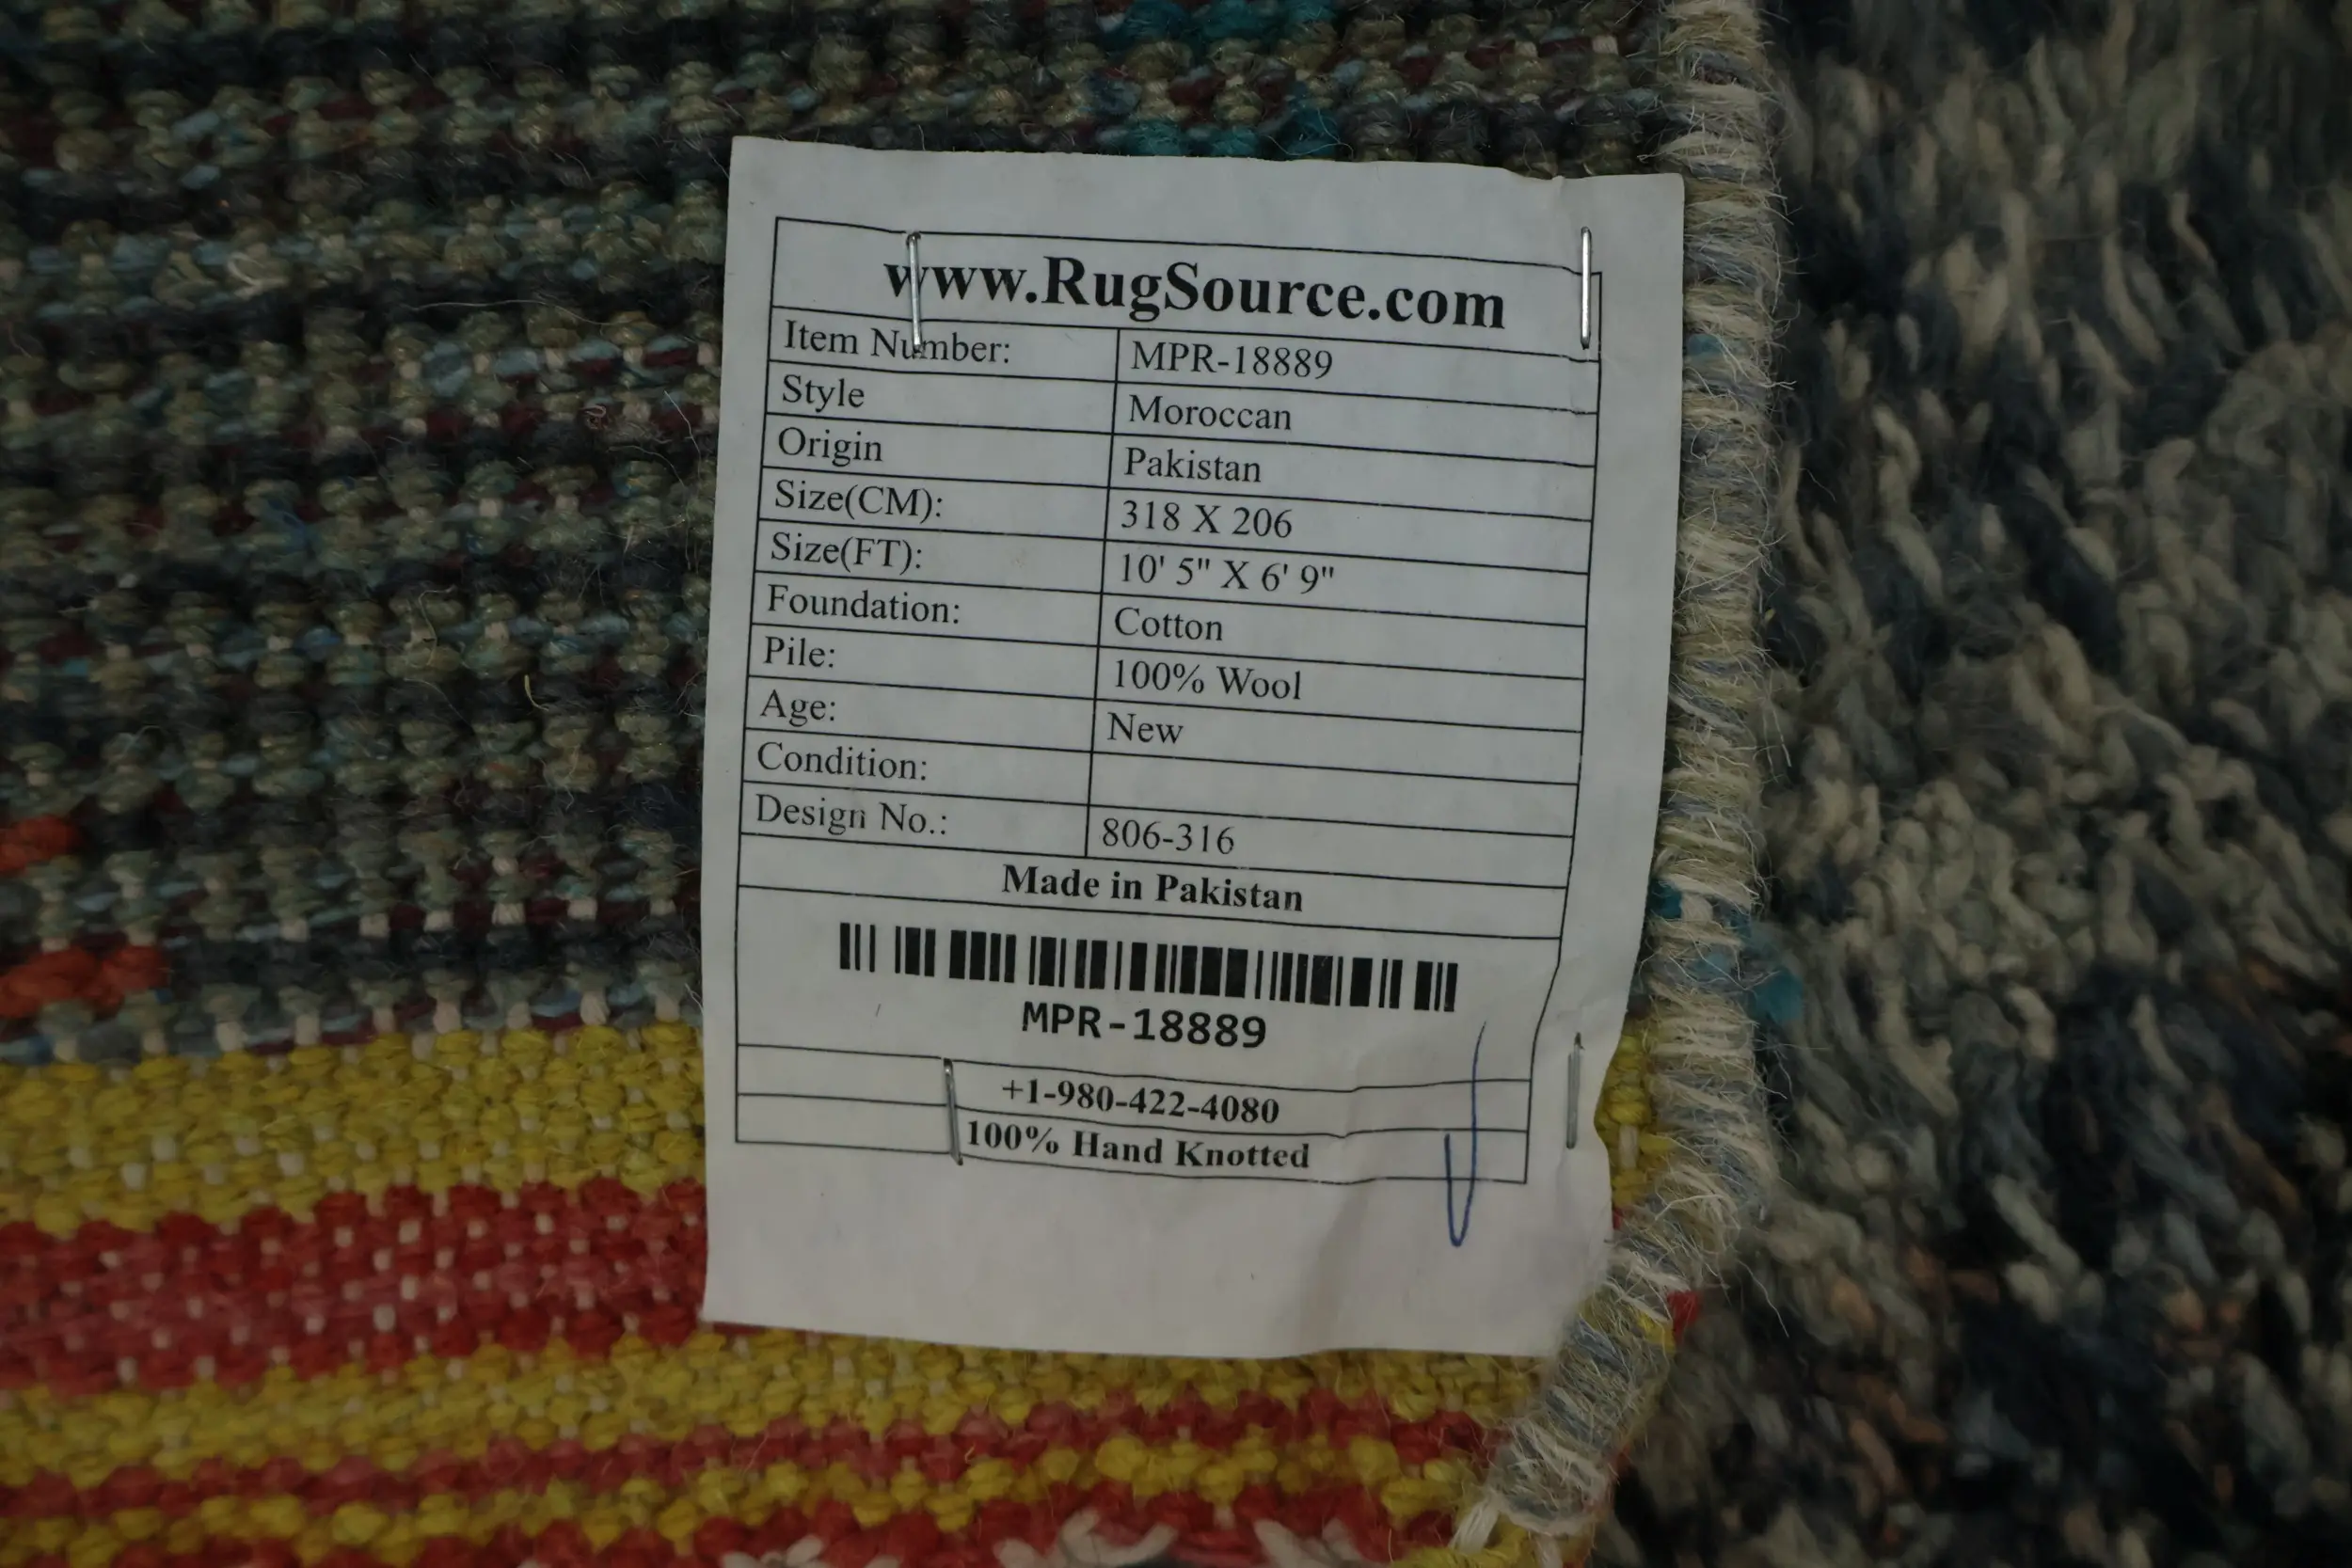 www.RugSource.com
Item Number: MPR-18889
Style Moroccan
Origin Pakistan
Size(CM): 318 X 206
Size(FT): 10' 5" X 6' 9"
Foundation: Cotton
Pile: 100% Wool
Age: New
Condition:
Design No.: 806-316
Made in Pakistan
MPR-18889
+1-980-422-4080
100% Hand Knotted